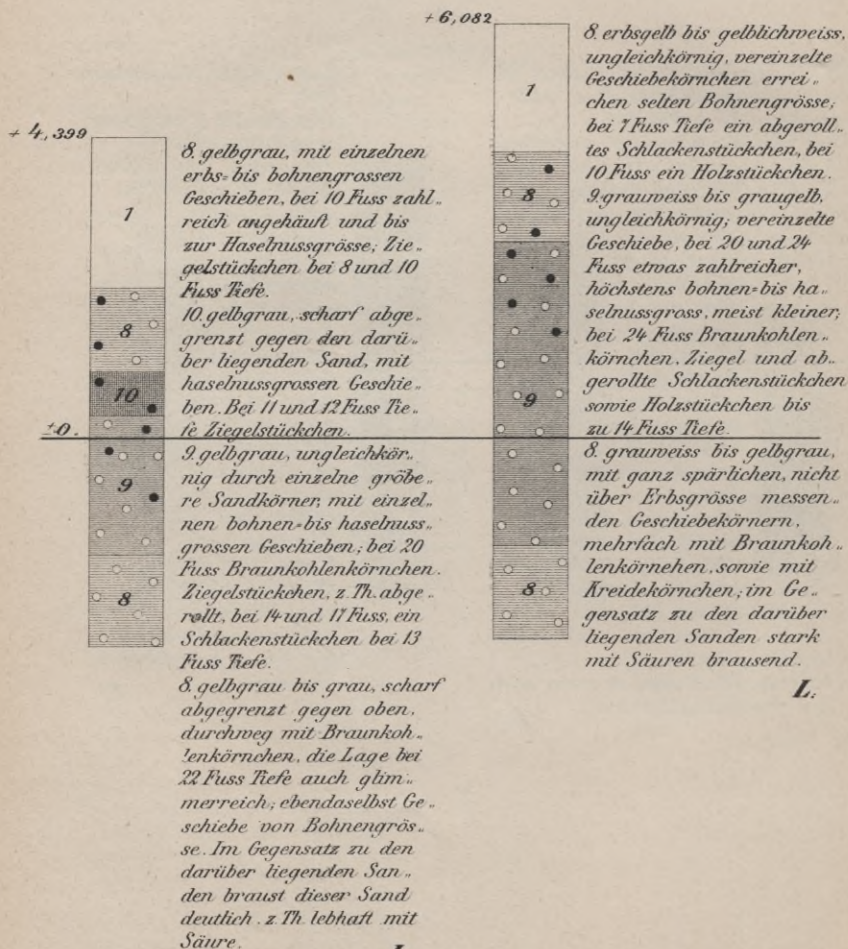 + 4,399
1
8
10
±0.
9
8
8. gelbgrau, mit einzelnen
erbs- bis bohnengrossen
Geschieben, bei 10 Fuss zahl„
reich angehäuft und bis
zur Haselnussgrösse; Zie„
gelstückchen bei 8 und 10
Fuss Tiefe.
10. gelbgrau, scharf abge„
grenzt gegen den darü„
ber liegenden Sand, mit
haselnussgrossen Geschie„
ben. Bei 11 und 12 Fuss Tie„
fe Ziegelstückchen.
9. gelbgrau, ungleichkör„
nig durch einzelne gröbe„
re Sandkörner, mit einzel„
nen bohnen- bis haselnuss„
grossen Geschieben; bei 20
Fuss Braunkohlenkörnchen.
Ziegelstückchen, z. Th. abge„
rollt, bei 14 und 17 Fuss, ein
Schlackenstückchen bei 13
Fuss Tiefe.
8. gelbgrau bis grau, scharf
abgegrenzt gegen oben,
durchweg mit Braunkoh„
lenkörnchen, die Lage bei
22 Fuss Tiefe auch glim„
merreich; ebendaselbst Ge„
schiebe von Bohnengrös„
se. Im Gegensatz zu den
darüber liegenden San„
den braust dieser Sand
deutlich z. Th. lebhaft mit
Säure.
+ 6,082
1
8
9
8
8. erbsgelb bis gelblichweiss,
ungleichkörnig, vereinzelte
Geschiebekörnchen errei„
chen selten Bohnengrösse;
bei 7 Fuss Tiefe ein abgeroll„
tes Schlackenstückchen, bei
10 Fuss ein Holzstückchen.
9. grauweiss bis graugelb,
ungleichkörnig; vereinzelte
Geschiebe, bei 20 und 24
Fuss etwas zahlreicher,
höchstens bohnen- bis ha„
selnussgross, meist kleiner;
bei 24 Fuss Braunkohlen„
körnchen. Ziegel und ab„
gerollte Schlackenstückchen
sowie Holzstückchen bis
zu 14 Fuss Tiefe.
8. grauweiss bis gelbgrau,
mit ganz spärlichen, nicht
über Erbsgrösse messen„
den Geschiebekörnern,
mehrfach mit Braunkoh„
lenkörnchen, sowie mit
Kreidekörnchen; im Ge„
gensatz zu den darüber
liegenden Sanden stark
mit Säuren brausend.
L.